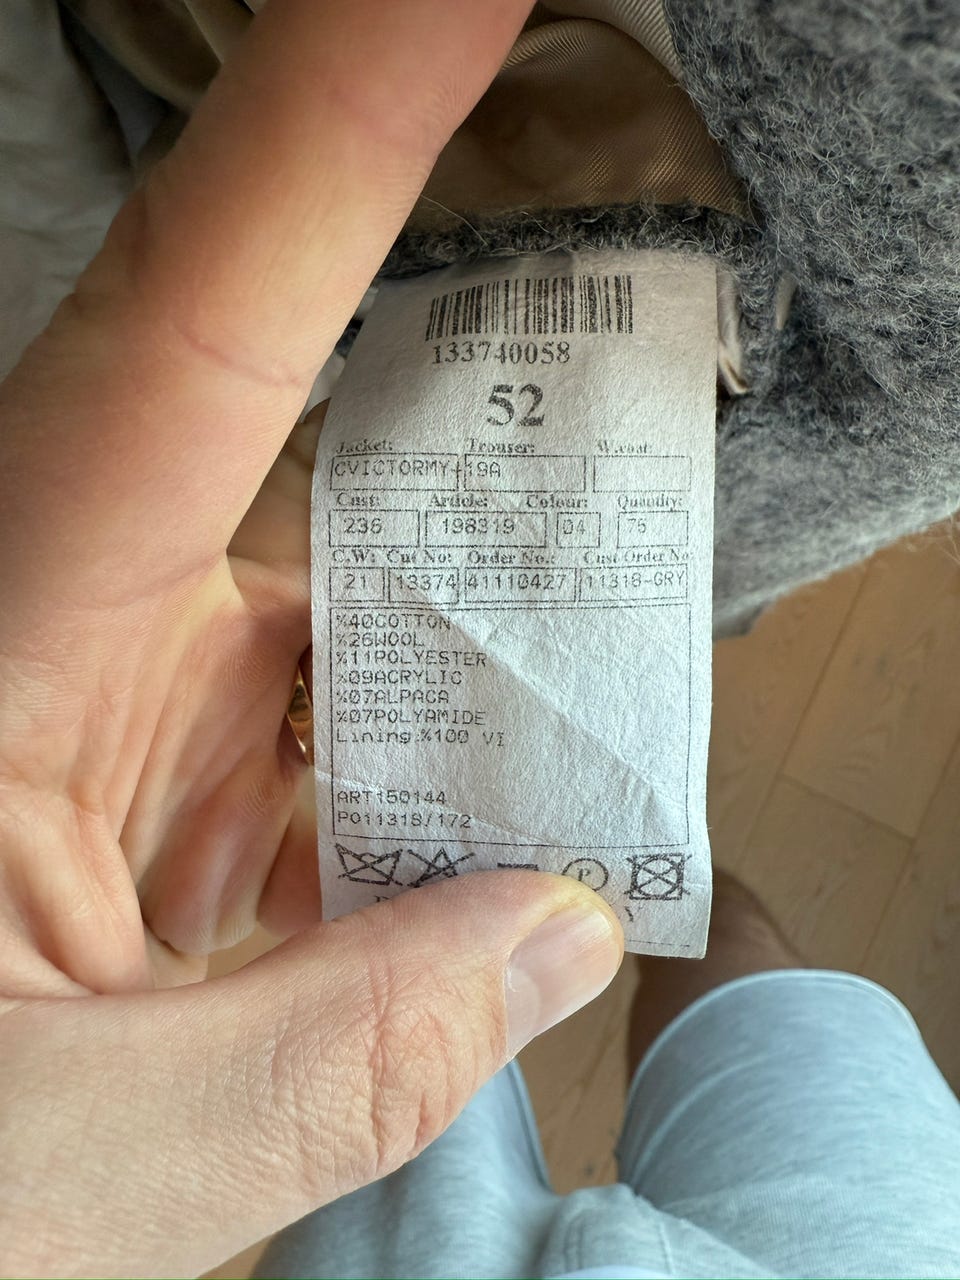 133740058
52
Jacket: Trouser: W.coat:
CVICTORMY-19A
Cust: Article: Colour: Quantity:
236 198319 04 75
C.W: Cut No: Order No.: Cust Order No
21 13374 41110427 11318-GRY
%40COTTON
%26WOOL
%11POLYESTER
%09ACRYLIC
%07ALPACA
%07POLYAMIDE
Lining:%100 VI
ART150144
PO11318/172
P